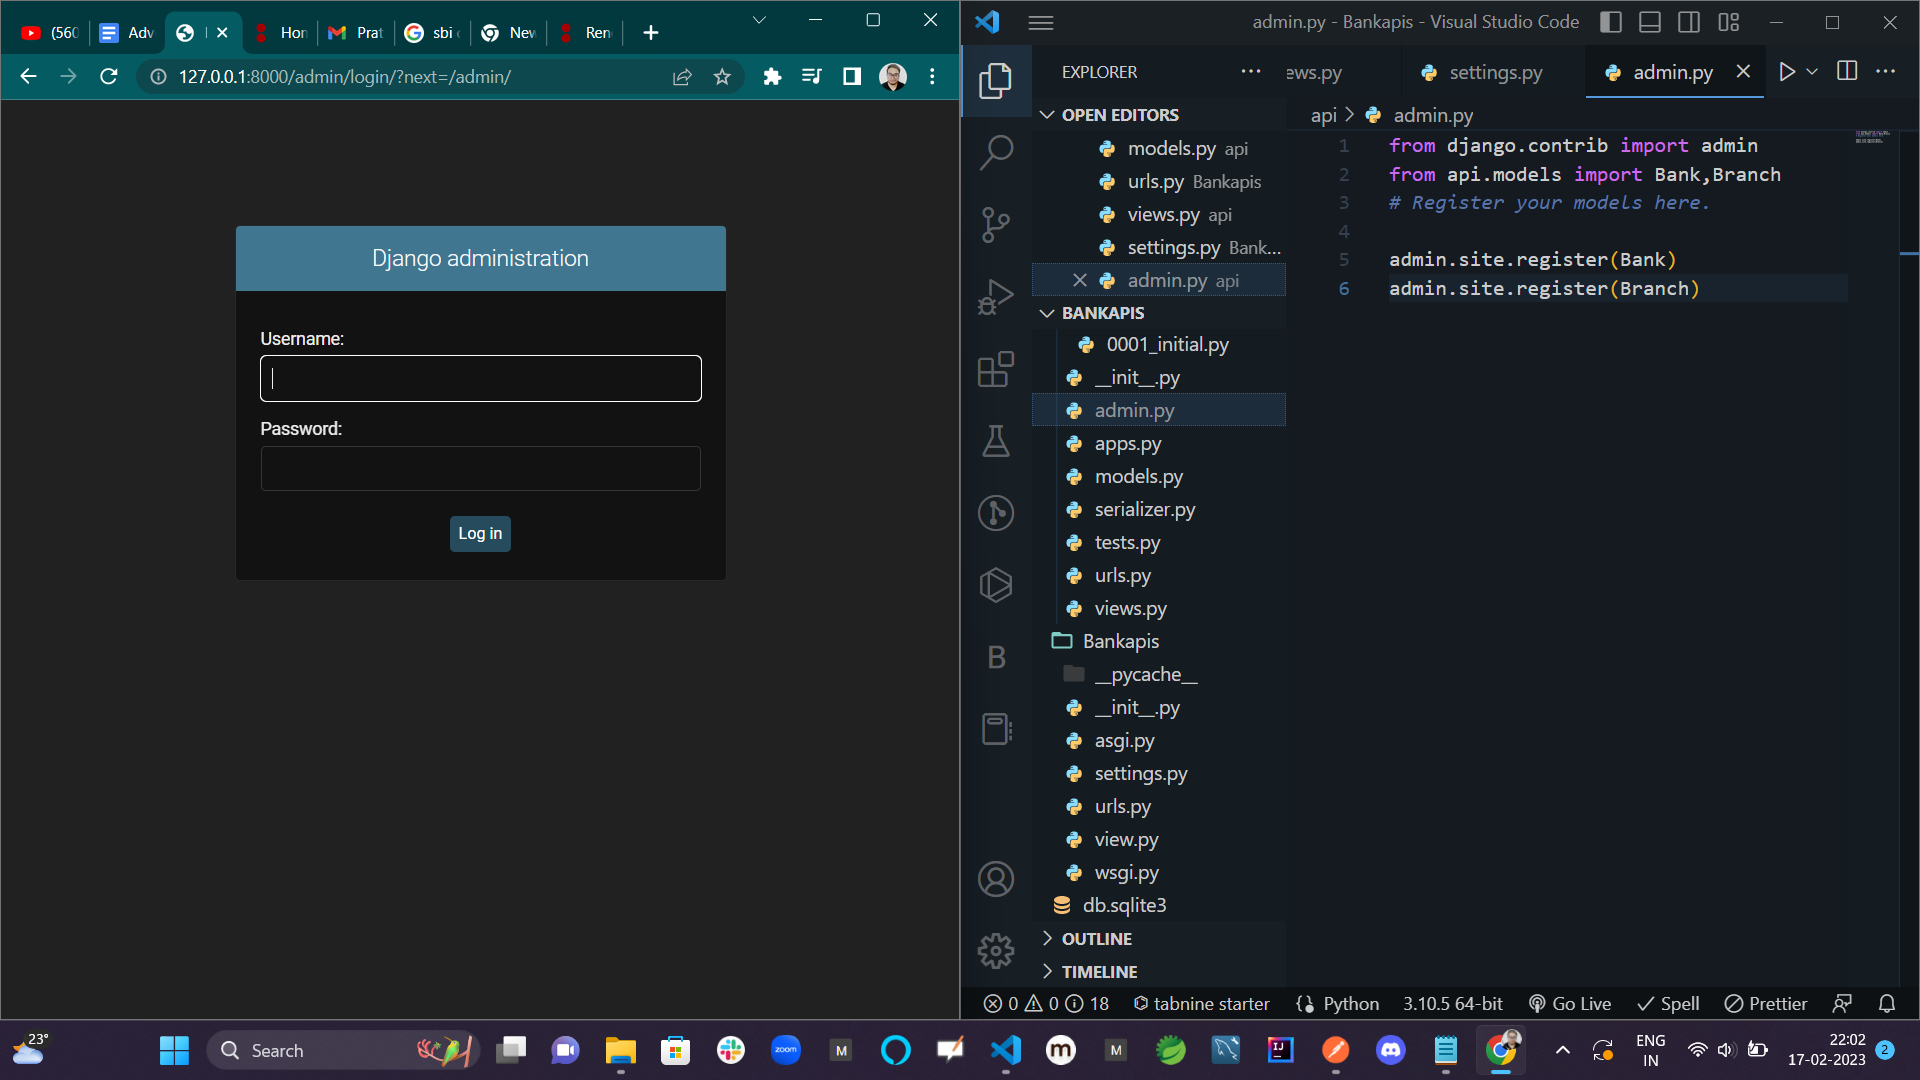 (560
Adv
Hon
Prat
sbi
New
Ren
127.0.0.1:8000/admin/login/?next=/admin/
Django administration
Username:
Password:
Log in
admin.py - Bankapis - Visual Studio Code
EXPLORER
ews.py
settings.py
admin.py
OPEN EDITORS
models.py api
urls.py Bankapis
views.py api
settings.py Bank...
admin.py api
BANKAPIS
0001_initial.py
__init__.py
admin.py
apps.py
models.py
serializer.py
tests.py
urls.py
views.py
Bankapis
__pycache__
__init__.py
asgi.py
settings.py
urls.py
view.py
wsgi.py
db.sqlite3
OUTLINE
TIMELINE
api > admin.py
1 from django.contrib import admin
2 from api.models import Bank,Branch
3 # Register your models here.
4
5 admin.site.register(Bank)
6 admin.site.register(Branch)
0 0 18 tabnine starter Python 3.10.5 64-bit Go Live Spell Prettier
23°
Search
zoom
M
m
M
IJ
ENG
IN
22:02
17-02-2023
2